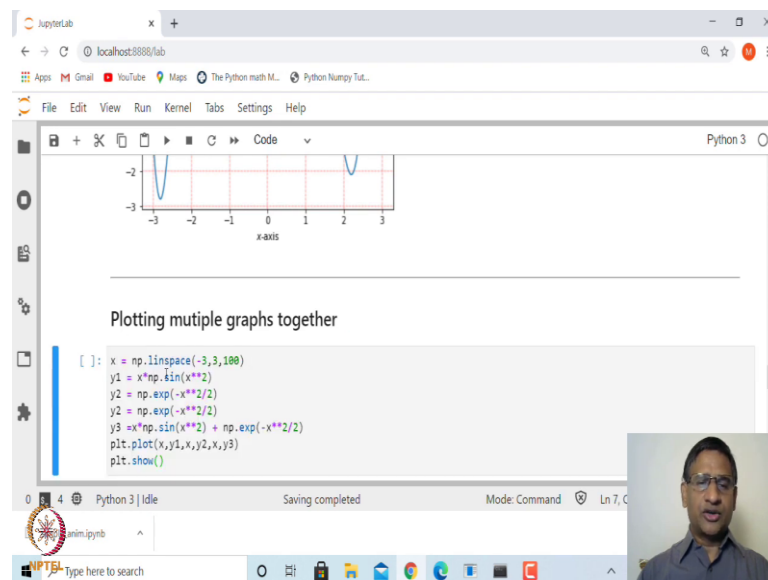 JupyterLab
localhost:8888/lab
M
Apps Gmail YouTube Maps The Python math M... Python Numpy Tut...
File Edit View Run Kernel Tabs Settings Help
Code
Python 3
-2
-3
-3 -2 -1 0 1 2 3
x-axis
Plotting mutiple graphs together
[ ]: x = np.linspace(-3,3,100)
y1 = x*np.sin(x**2)
y2 = np.exp(-x**2/2)
y2 = np.exp(-x**2/2)
y3 =x*np.sin(x**2) + np.exp(-x**2/2)
plt.plot(x,y1,x,y2,x,y3)
plt.show()
0 4 Python 3 | Idle Saving completed Mode: Command Ln 7, C
anim.ipynb
NPTEL
Type here to search